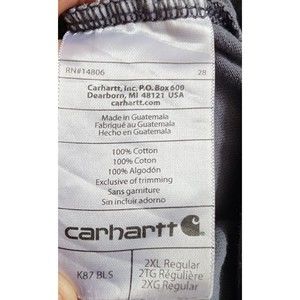 RN#14806 28
Carhartt, Inc. P.O. Box 600
Dearborn, MI 48121 USA
carhartt.com
Made in Guatemala
Fabriqué au Guatemala
Hecho en Guatemala
100% Cotton
100% Coton
100% Algodón
Exclusive of trimming
Sans garniture
Sin incluir adorno
carhartt
K87 BLS
2XL Regular
2TG Régulière
2XG Regular